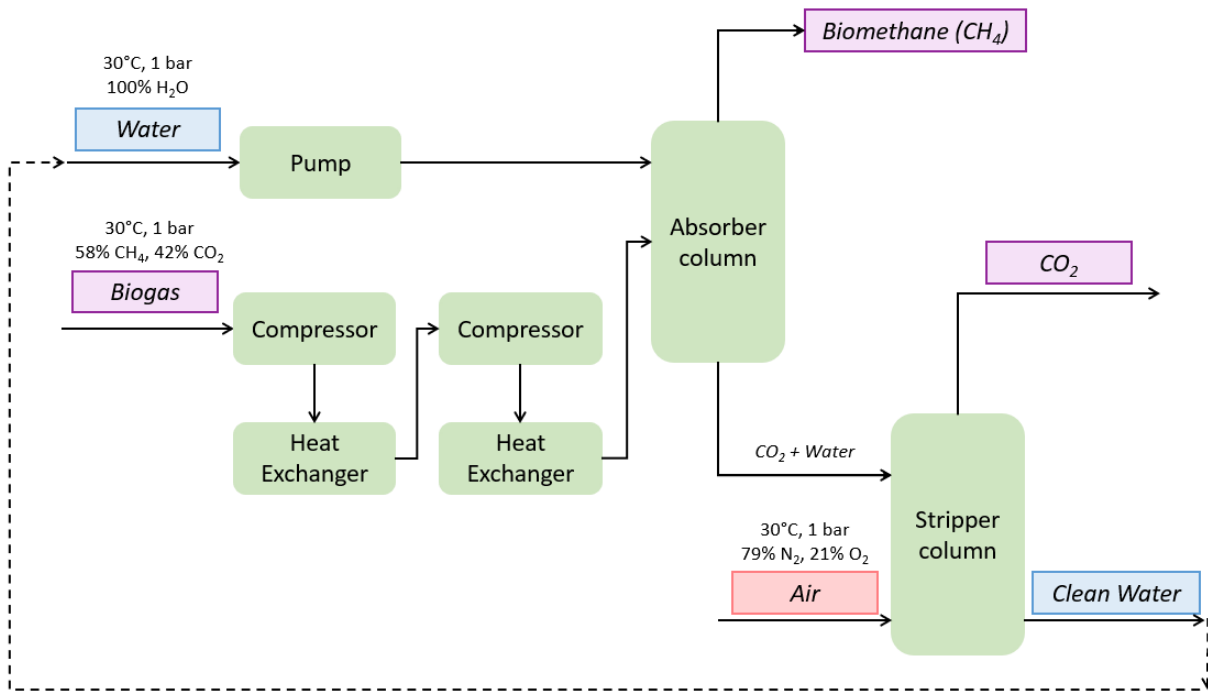 Biomethane (CH₄)
30°C, 1 bar
100% H₂O
Water
Pump
30°C, 1 bar
58% CH₄, 42% CO₂
Biogas
Absorber
column
CO₂
Compressor
Compressor
Heat
Exchanger
Heat
Exchanger
CO₂ + Water
Stripper
column
30°C, 1 bar
79% N₂, 21% O₂
Air
Clean Water